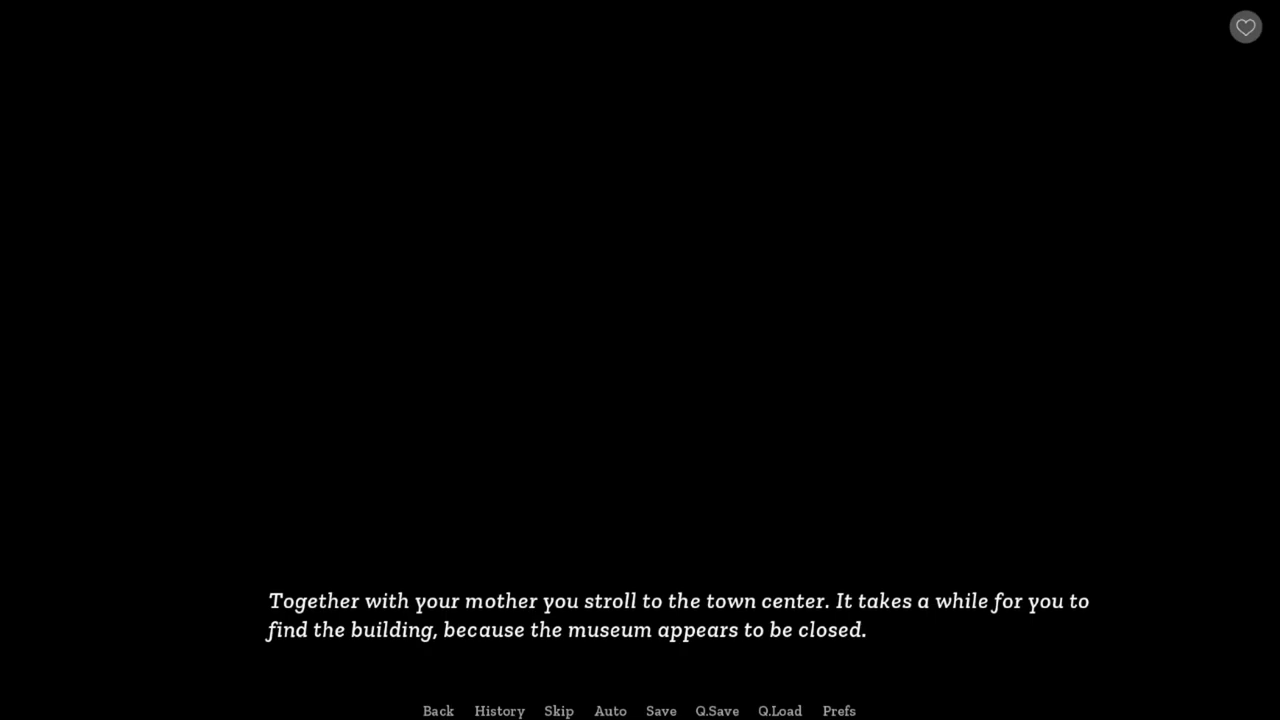 Together with your mother you stroll to the town center. It takes a while for you to
find the building, because the museum appears to be closed.
Back History Skip Auto Save Q.Save Q.Load Prefs